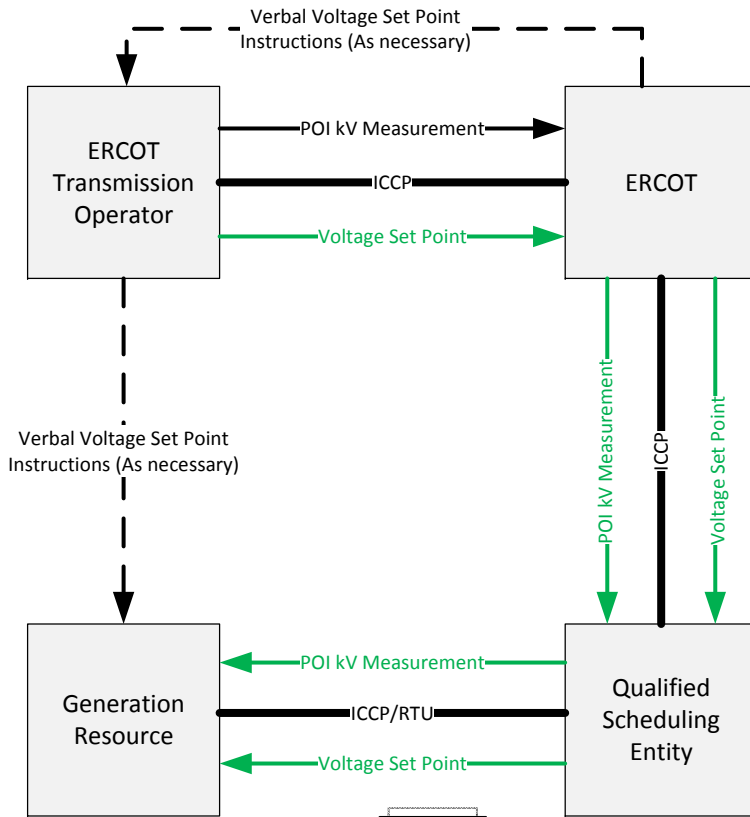 Verbal Voltage Set Point
Instructions (As necessary)
ERCOT
Transmission
Operator
POI kV Measurement
ICCP
Voltage Set Point
ERCOT
Verbal Voltage Set Point
Instructions (As necessary)
POI kV Measurement
ICCP
Voltage Set Point
Generation
Resource
POI kV Measurement
ICCP/RTU
Voltage Set Point
Qualified
Scheduling
Entity